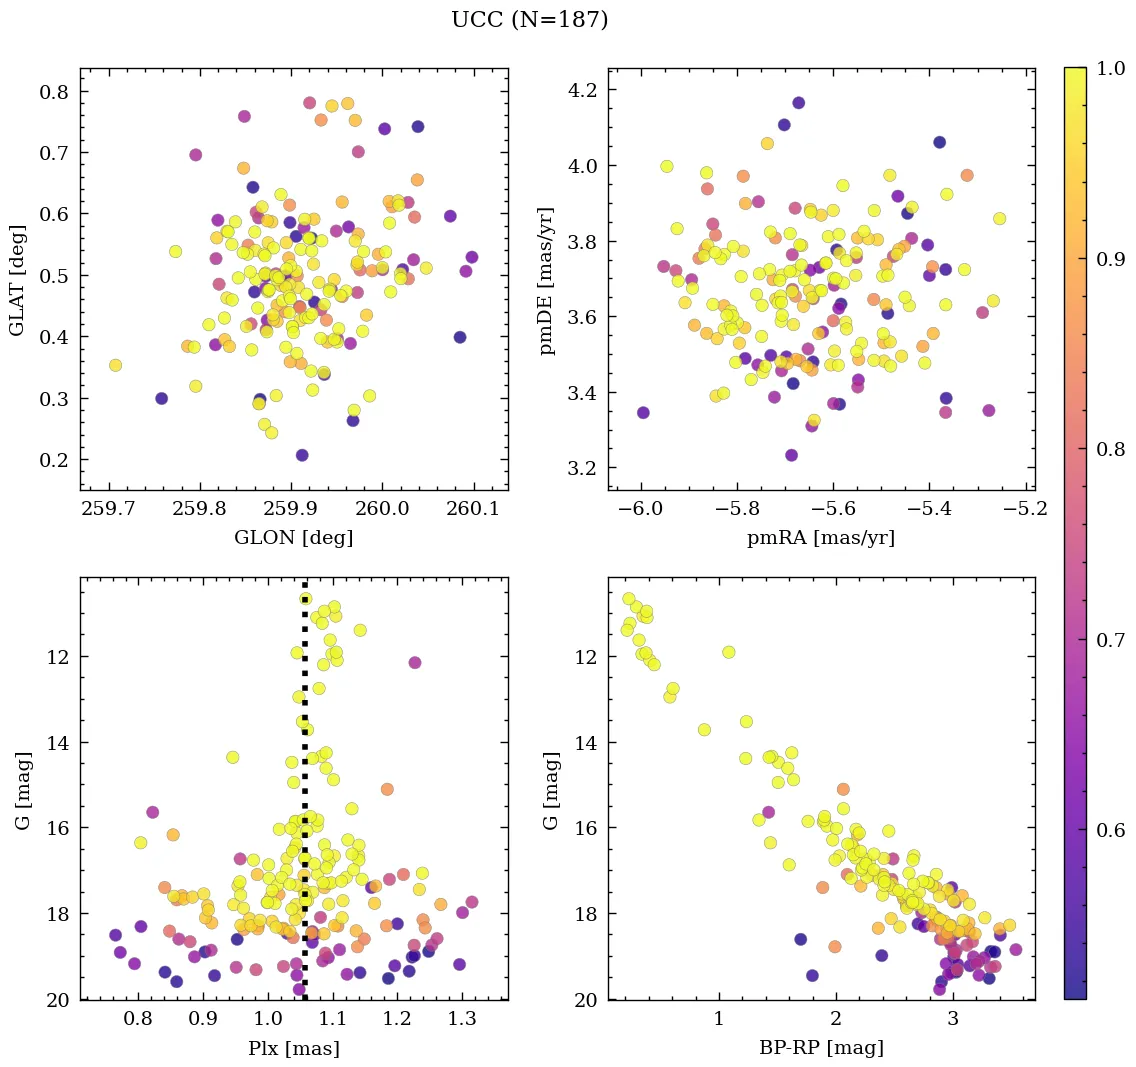 UCC (N=187)
0.8
0.7
0.6
0.5
0.4
0.3
0.2
GLAT [deg]
259.7 259.8 259.9 260.0 260.1
GLON [deg]
4.2
4.0
3.8
3.6
3.4
3.2
pmDE [mas/yr]
−6.0 −5.8 −5.6 −5.4 −5.2
pmRA [mas/yr]
12
14
16
18
20
G [mag]
0.8 0.9 1.0 1.1 1.2 1.3
Plx [mas]
12
14
16
18
20
G [mag]
1 2 3
BP-RP [mag]
1.0
0.9
0.8
0.7
0.6